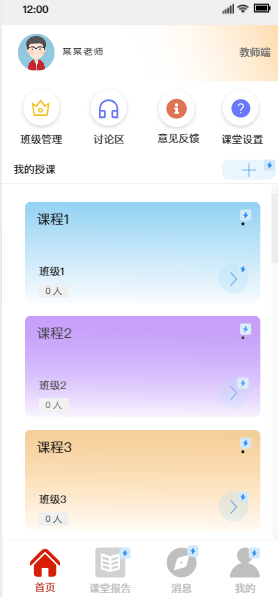 12:00
某某老师
教师端
班级管理 讨论区 意见反馈 课堂设置
我的授课
课程1
班级1
0 人
课程2
班级2
0 人
课程3
班级3
0 人
首页 课堂报告 消息 我的